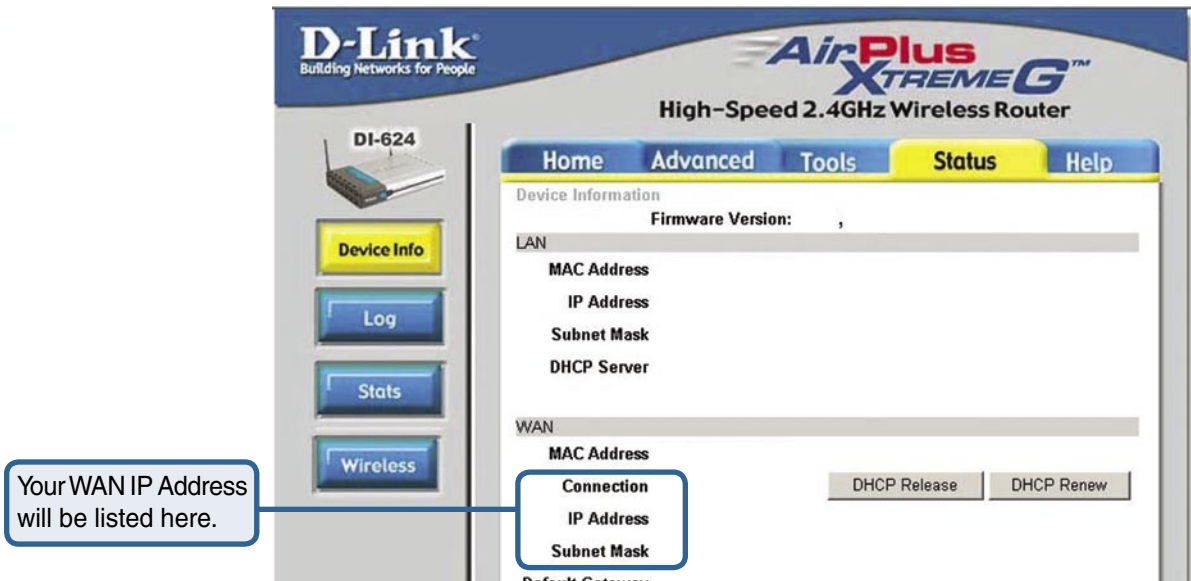 D-Link
Building Networks for People
AirPlus
XTREME G™
High-Speed 2.4GHz Wireless Router
DI-624
Home Advanced Tools Status Help
Device Info
Log
Stats
Wireless
Device Information
Firmware Version: ,
LAN
MAC Address
IP Address
Subnet Mask
DHCP Server
WAN
MAC Address
Connection DHCP Release DHCP Renew
IP Address
Subnet Mask
Default Gateway
Your WAN IP Address
will be listed here.